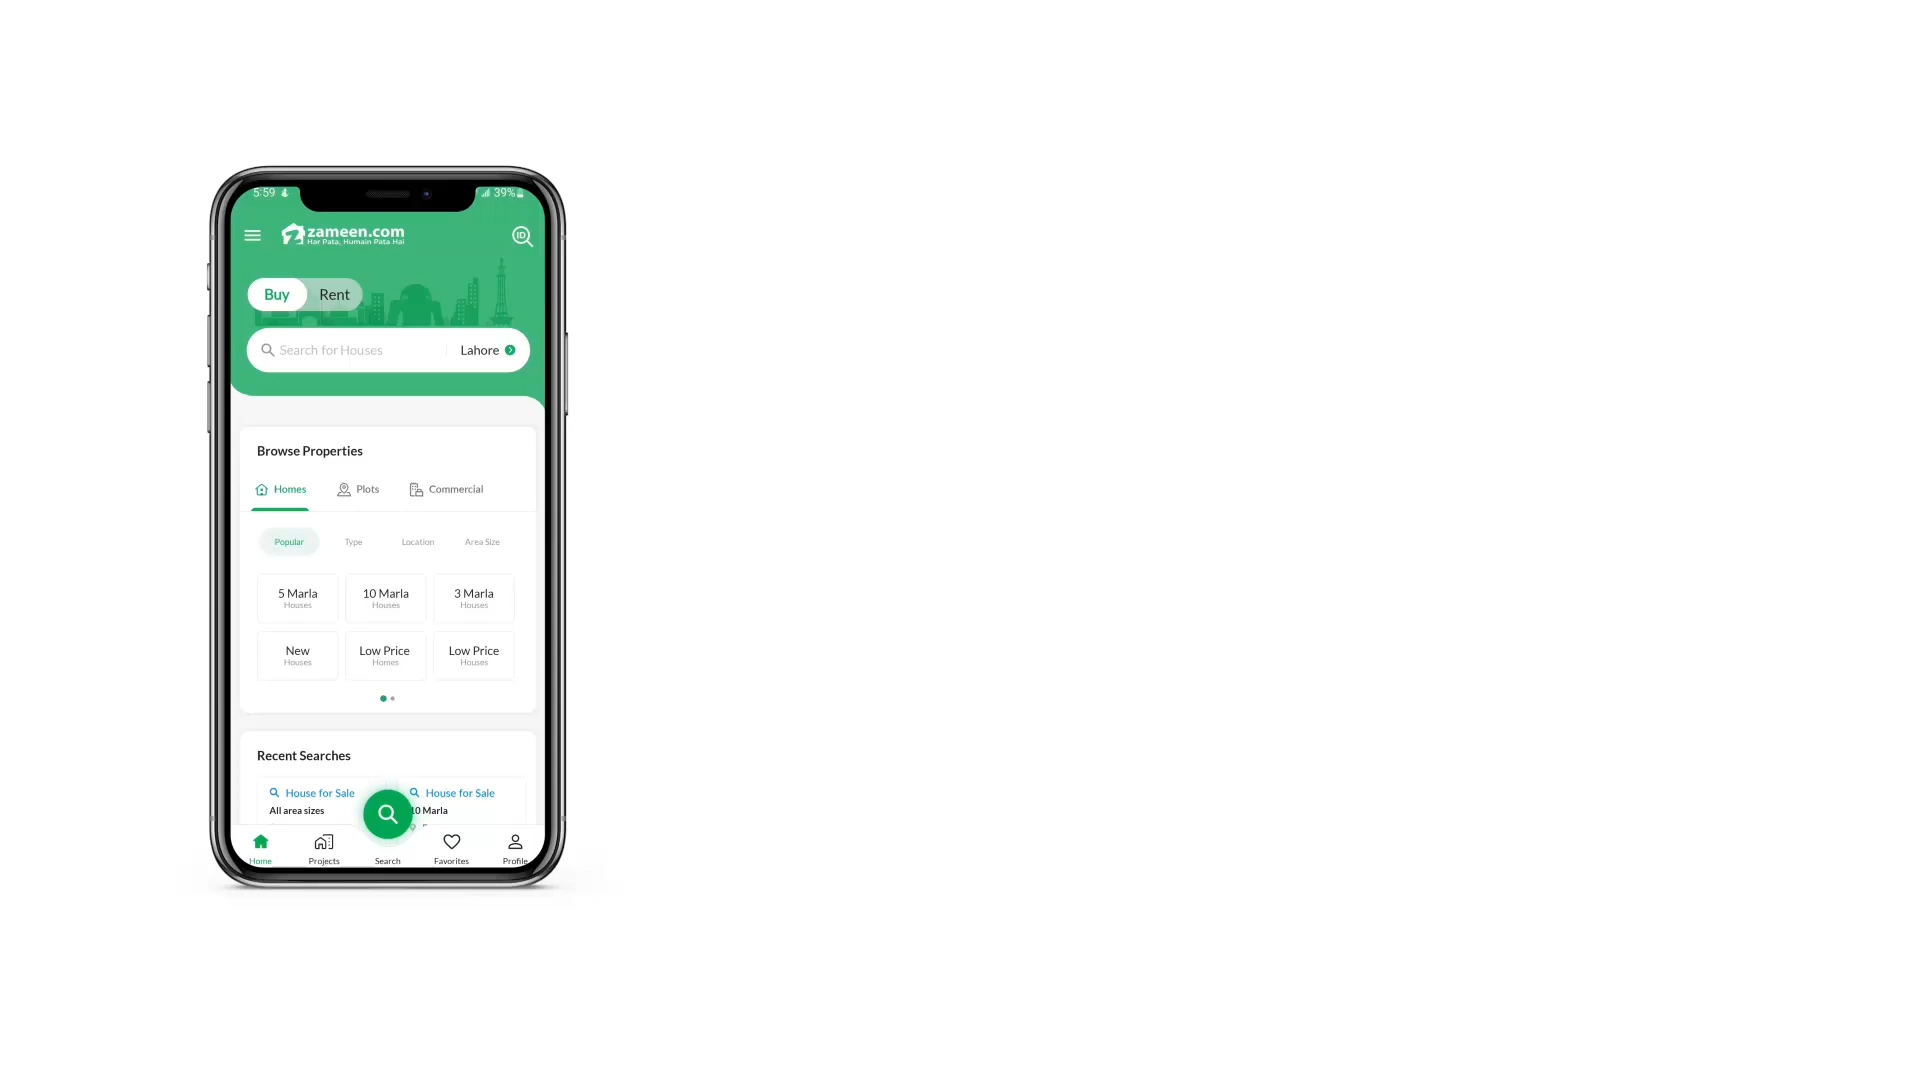 5:59
39%
zameen.com
Har Pata, Humain Pata Hai
ID
Buy Rent
Search for Houses Lahore
Browse Properties
Homes Plots Commercial
Popular Type Location Area Size
5 Marla 10 Marla 3 Marla
Houses Houses Houses
New Low Price Low Price
Houses Homes Houses
Recent Searches
House for Sale House for Sale
All area sizes 10 Marla
Home Projects Search Favorites Profile